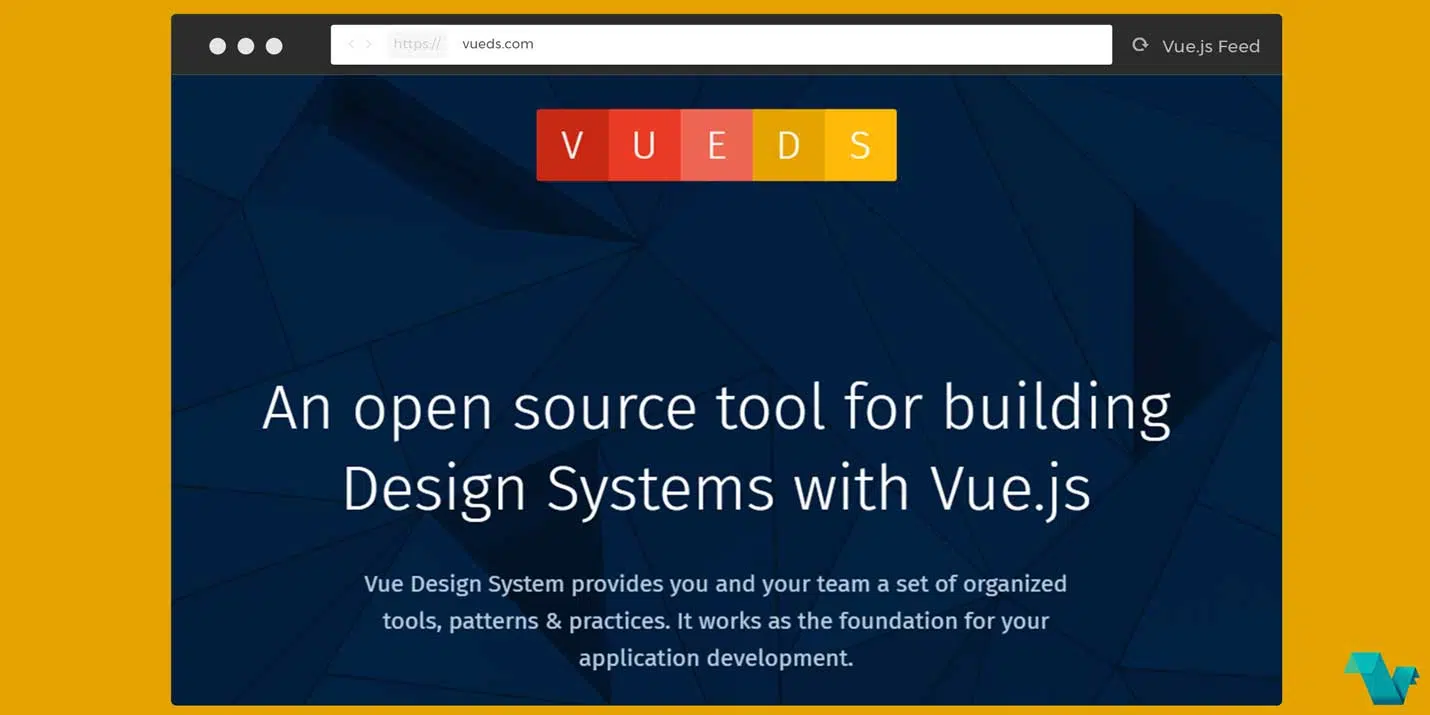 https:// vueds.com
Vue.js Feed
V U E D S
An open source tool for building
Design Systems with Vue.js
Vue Design System provides you and your team a set of organized
tools, patterns & practices. It works as the foundation for your
application development.